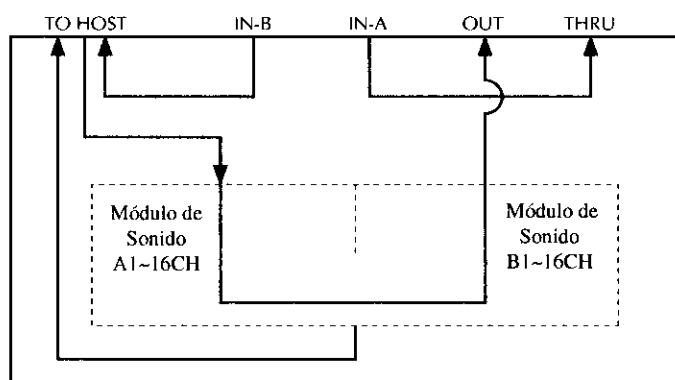 TO HOST IN-B IN-A OUT THRU
Módulo de
Sonido
A1~16CH
Módulo de
Sonido
B1~16CH